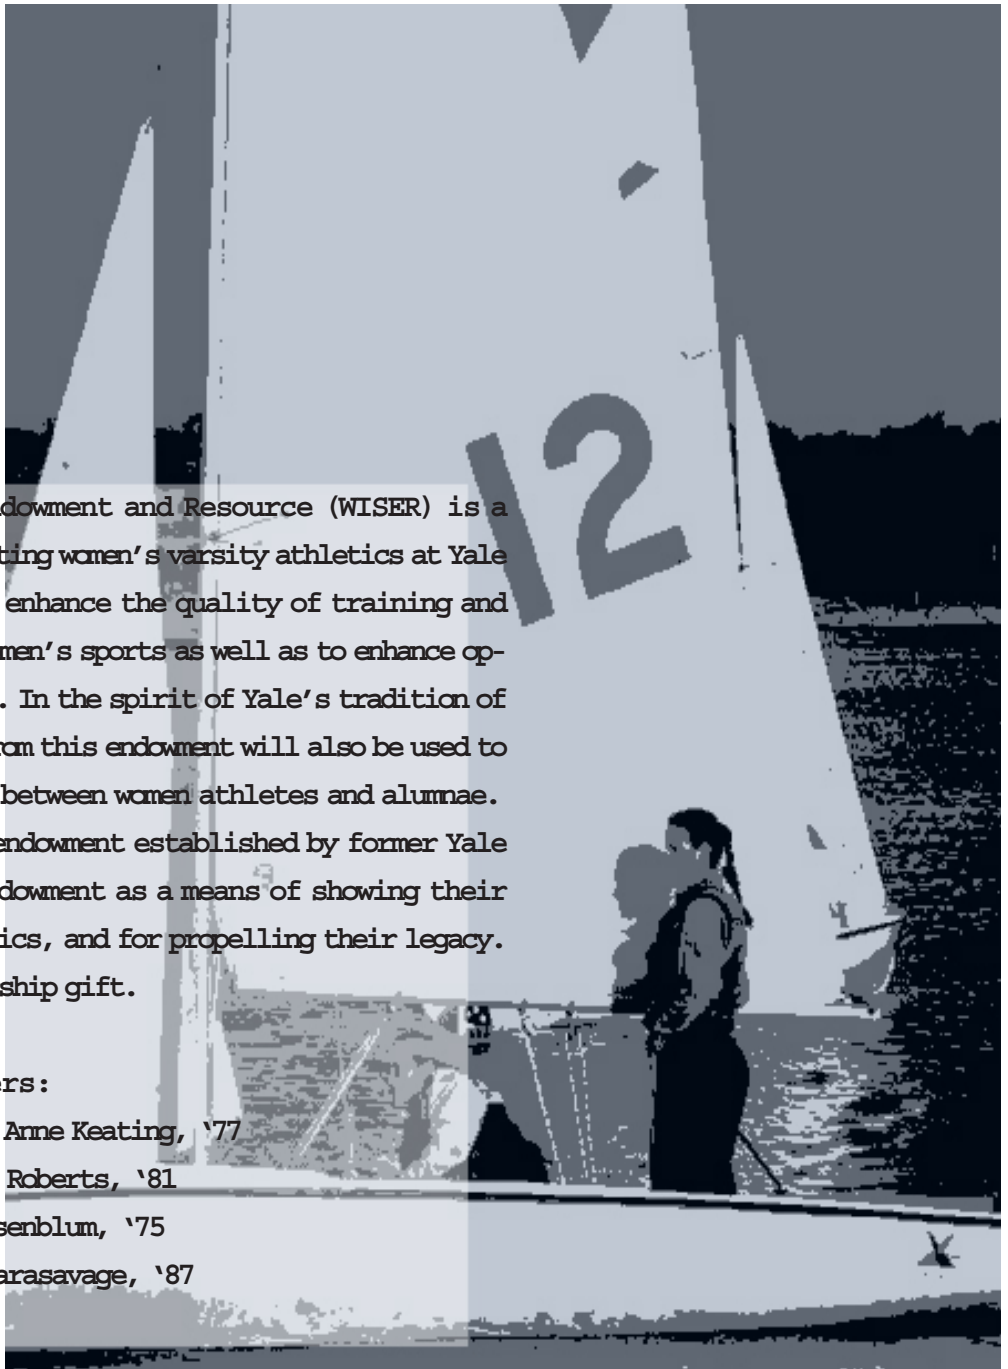 dowment and Resource (WISER) is a
ting women's varsity athletics at Yale
enhance the quality of training and
men's sports as well as to enhance op-
. In the spirit of Yale's tradition of
om this endowment will also be used to
between women athletes and alumnae.
endowment established by former Yale
dowment as a means of showing their
ics, and for propelling their legacy.
ship gift.
ers:
Anne Keating, ‘77
Roberts, ‘81
senblum, ‘75
arasavage, ‘87
12